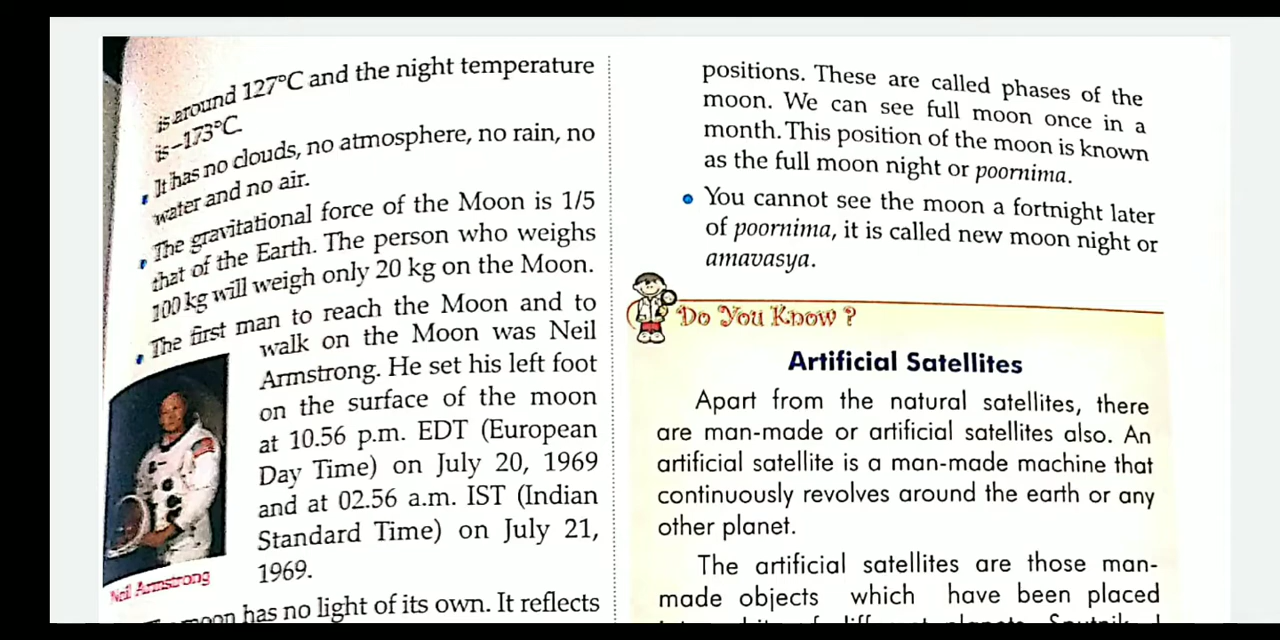 is around 127°C and the night temperature
is –173°C.
• It has no clouds, no atmosphere, no rain, no
water and no air.
• The gravitational force of the Moon is 1/5
that of the Earth. The person who weighs
100 kg will weigh only 20 kg on the Moon.
• The first man to reach the Moon and to
walk on the Moon was Neil
Armstrong. He set his left foot
on the surface of the moon
at 10.56 p.m. EDT (European
Day Time) on July 20, 1969
and at 02.56 a.m. IST (Indian
Standard Time) on July 21,
1969.
Neil Armstrong
moon has no light of its own. It reflects
positions. These are called phases of the
moon. We can see full moon once in a
month. This position of the moon is known
as the full moon night or poornima.
• You cannot see the moon a fortnight later
of poornima, it is called new moon night or
amavasya.
Do You Know ?
Artificial Satellites
Apart from the natural satellites, there
are man-made or artificial satellites also. An
artificial satellite is a man-made machine that
continuously revolves around the earth or any
other planet.
The artificial satellites are those man-
made objects which have been placed